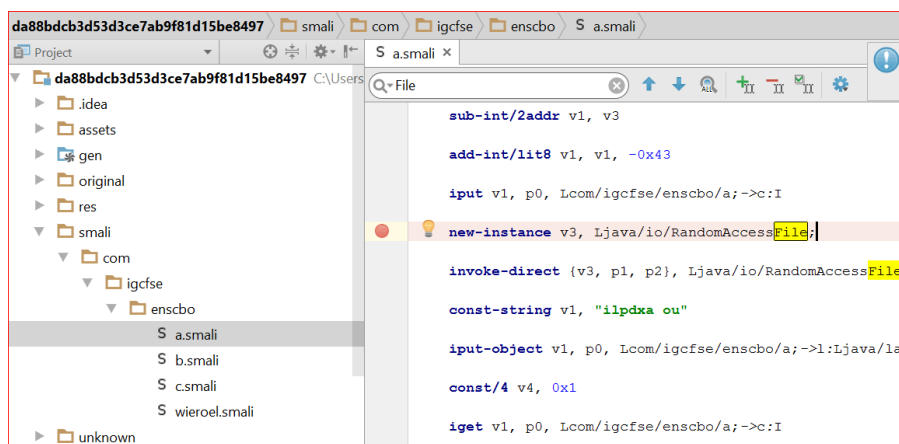 da88bdcb3d53d3ce7ab9f81d15be8497 smali com igcfse enscbo S a.smali
Project
S a.smali ×
da88bdcb3d53d3ce7ab9f81d15be8497 C:\Users
.idea
assets
gen
original
res
smali
com
igcfse
enscbo
S a.smali
S b.smali
S c.smali
S wieroel.smali
unknown
File
sub-int/2addr v1, v3
add-int/lit8 v1, v1, -0x43
iput v1, p0, Lcom/igcfse/enscbo/a;->c:I
new-instance v3, Ljava/io/RandomAccessFile;
invoke-direct {v3, p1, p2}, Ljava/io/RandomAccessFile
const-string v1, "ilpdxa ou"
iput-object v1, p0, Lcom/igcfse/enscbo/a;->l:Ljava/la
const/4 v4, 0x1
iget v1, p0, Lcom/igcfse/enscbo/a;->c:I